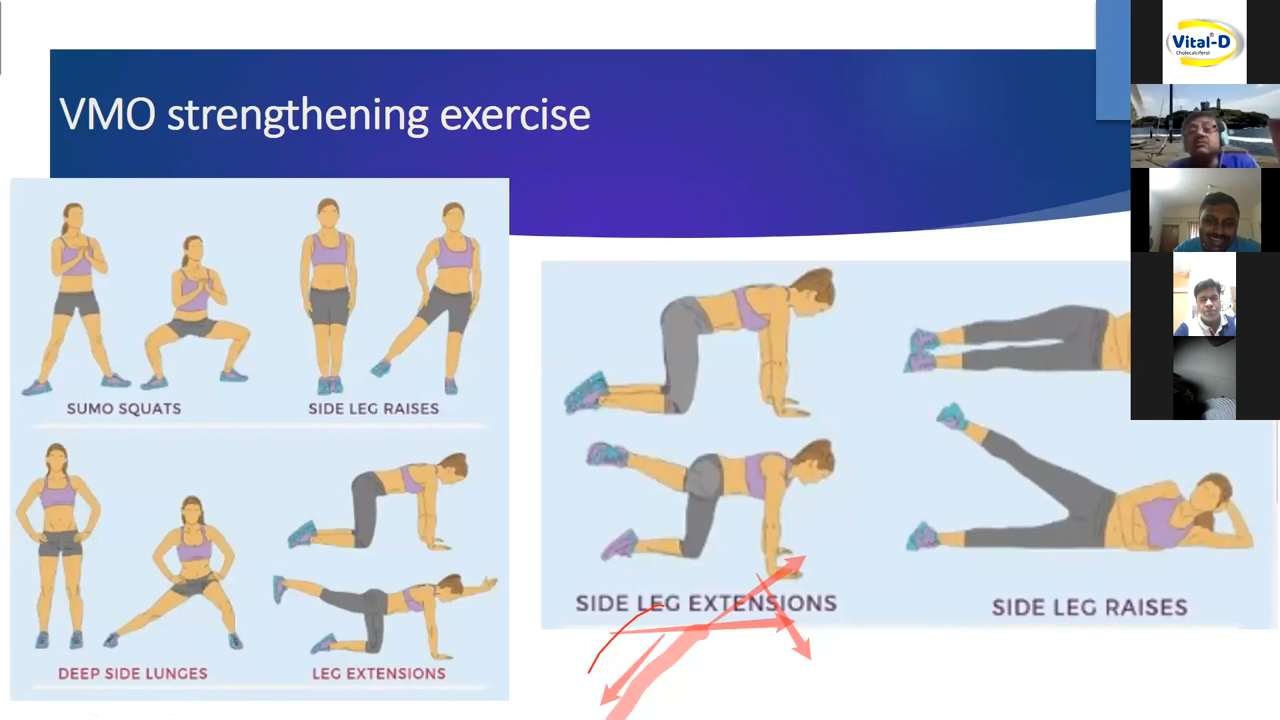 VMO strengthening exercise
Vital-D
Cholecalciferol
SUMO SQUATS
SIDE LEG RAISES
DEEP SIDE LUNGES
LEG EXTENSIONS
SIDE LEG EXTENSIONS
SIDE LEG RAISES